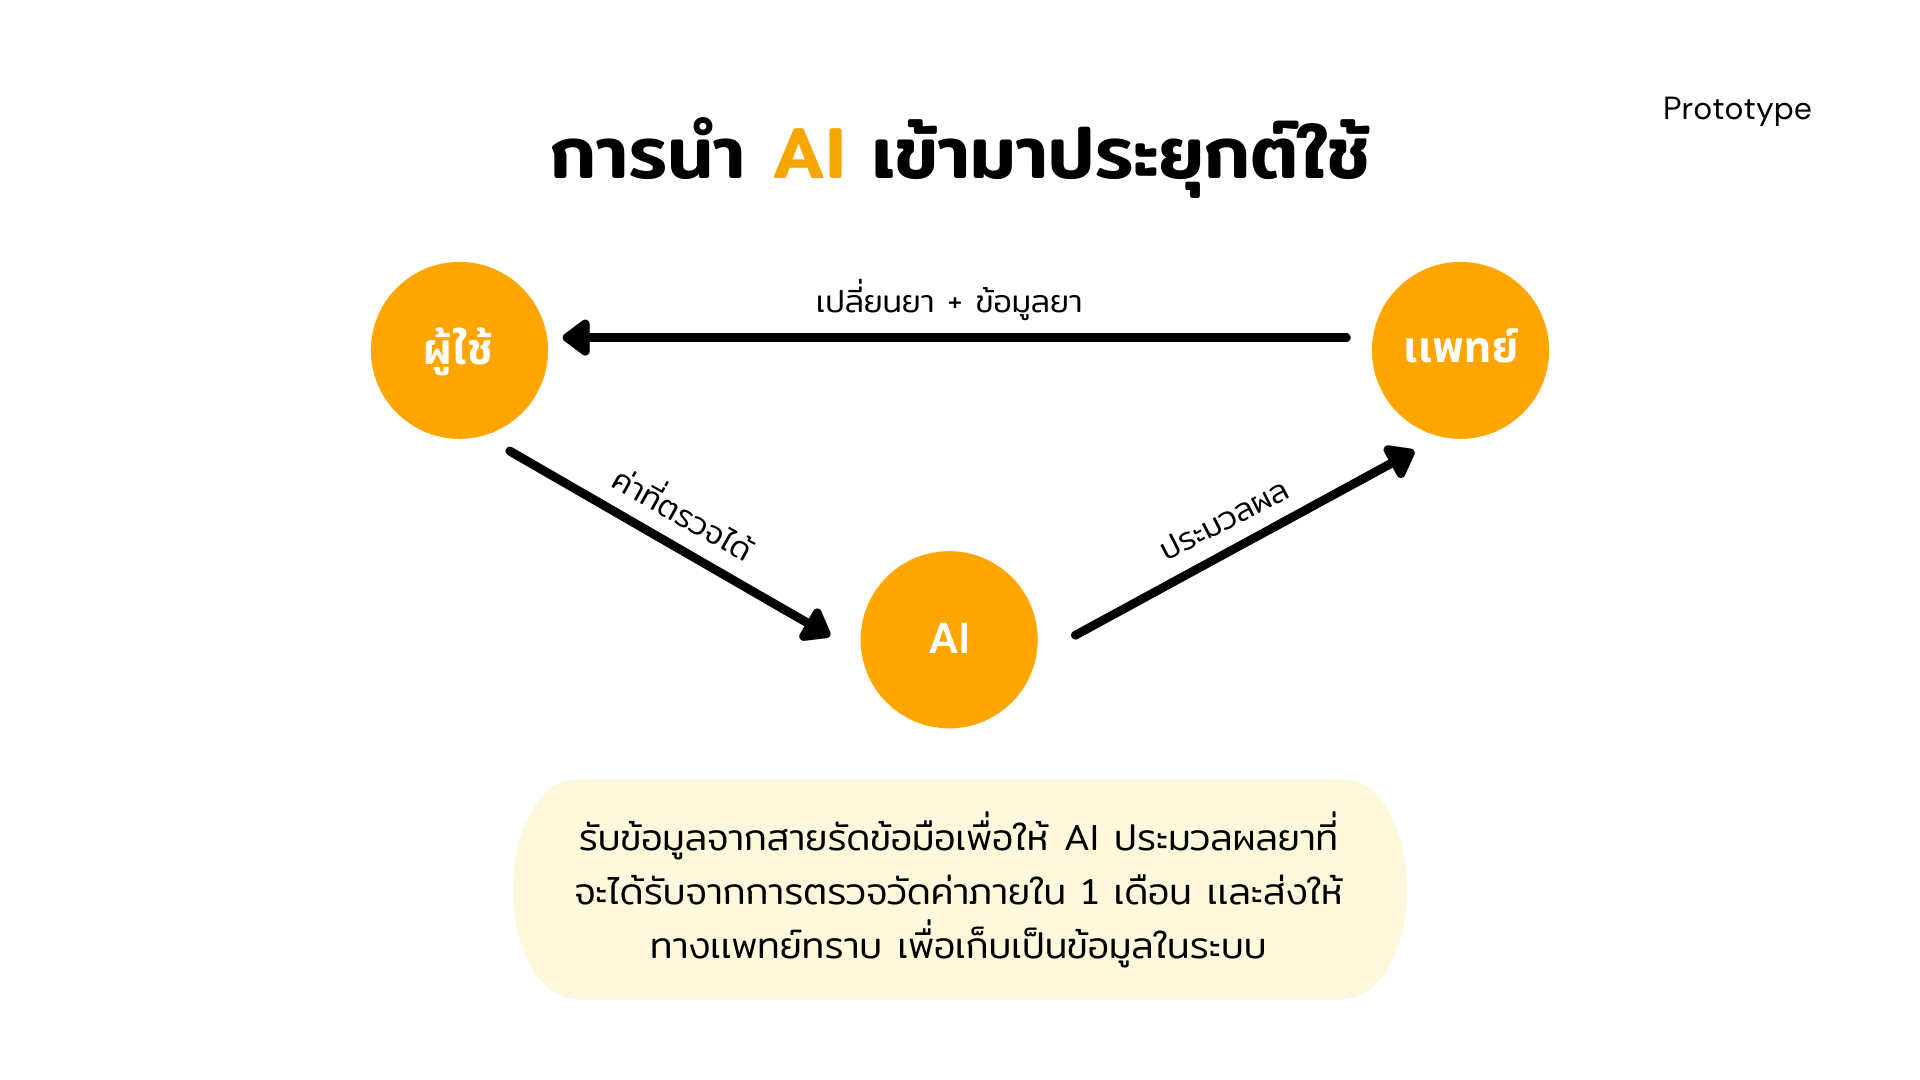 Prototype
การนำ AI เข้ามาประยุกต์ใช้
เปลี่ยนยา + ข้อมูลยา
ผู้ใช้
แพทย์
ค่าที่ตรวจได้
ประมวลผล
AI
รับข้อมูลจากสายรัดข้อมือเพื่อให้ AI ประมวลผลยาที่
จะได้รับจากการตรวจวัดค่าภายใน 1 เดือน และส่งให้
ทางแพทย์ทราบ เพื่อเก็บเป็นข้อมูลในระบบ